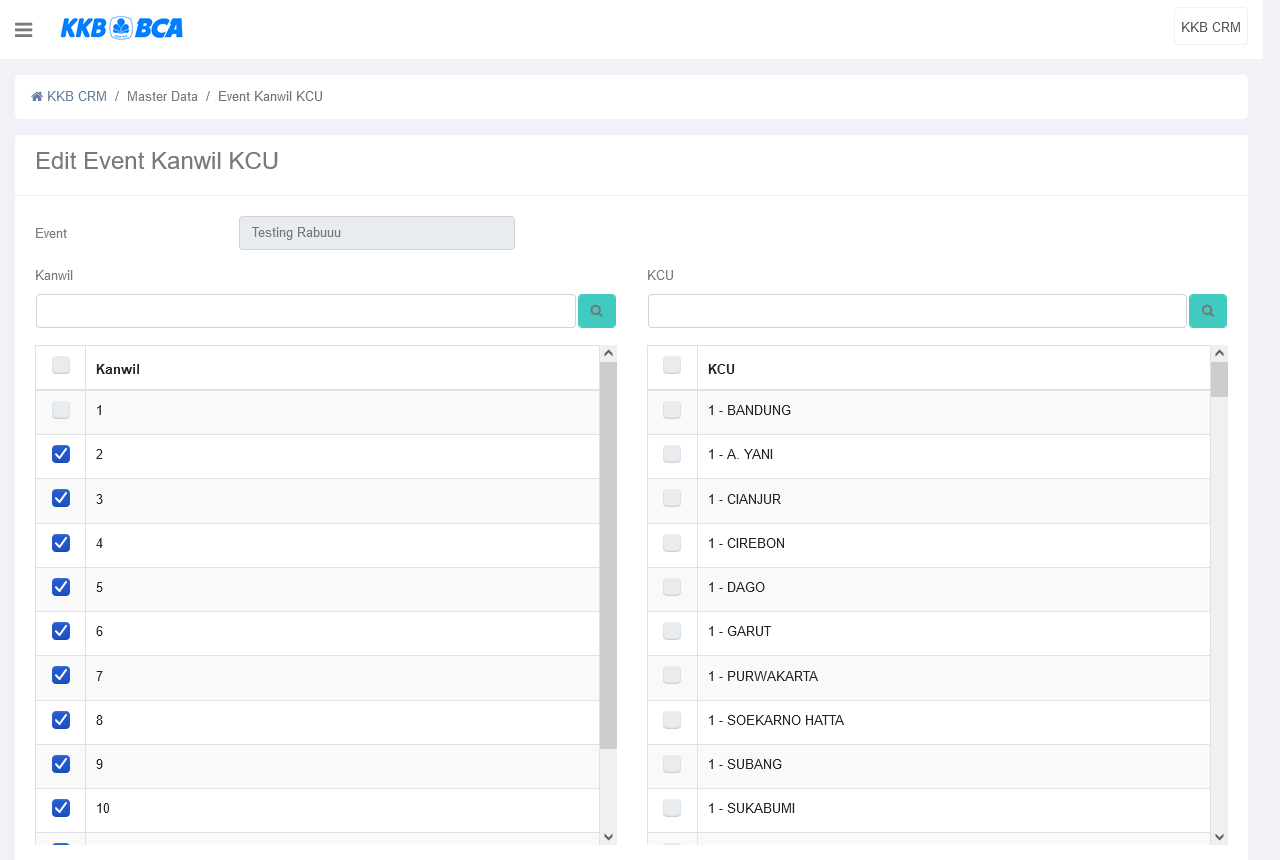 KKB BCA
KKB CRM
KKB CRM / Master Data / Event Kanwil KCU
Edit Event Kanwil KCU
Event
Testing Rabuuu
Kanwil
Kanwil
1
2
3
4
5
6
7
8
9
10
KCU
KCU
1 - BANDUNG
1 - A. YANI
1 - CIANJUR
1 - CIREBON
1 - DAGO
1 - GARUT
1 - PURWAKARTA
1 - SOEKARNO HATTA
1 - SUBANG
1 - SUKABUMI